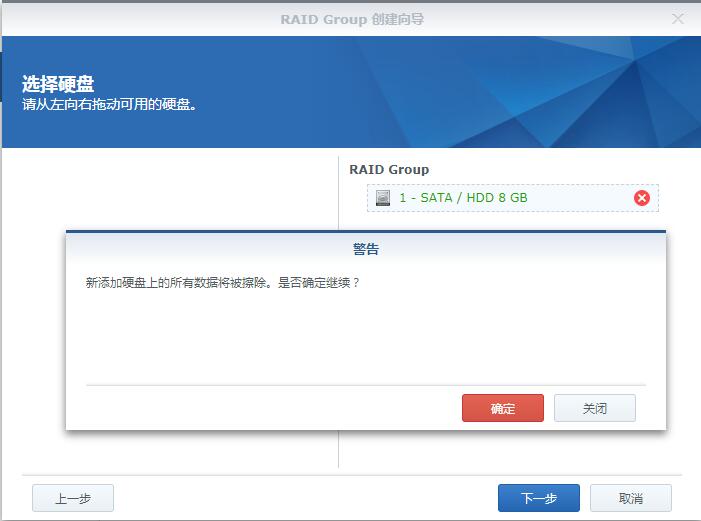 RAID Group 创建向导
选择硬盘
请从左向右拖动可用的硬盘。
RAID Group
1 - SATA / HDD 8 GB
警告
新添加硬盘上的所有数据将被擦除。是否确定继续？
确定
关闭
上一步
下一步
取消